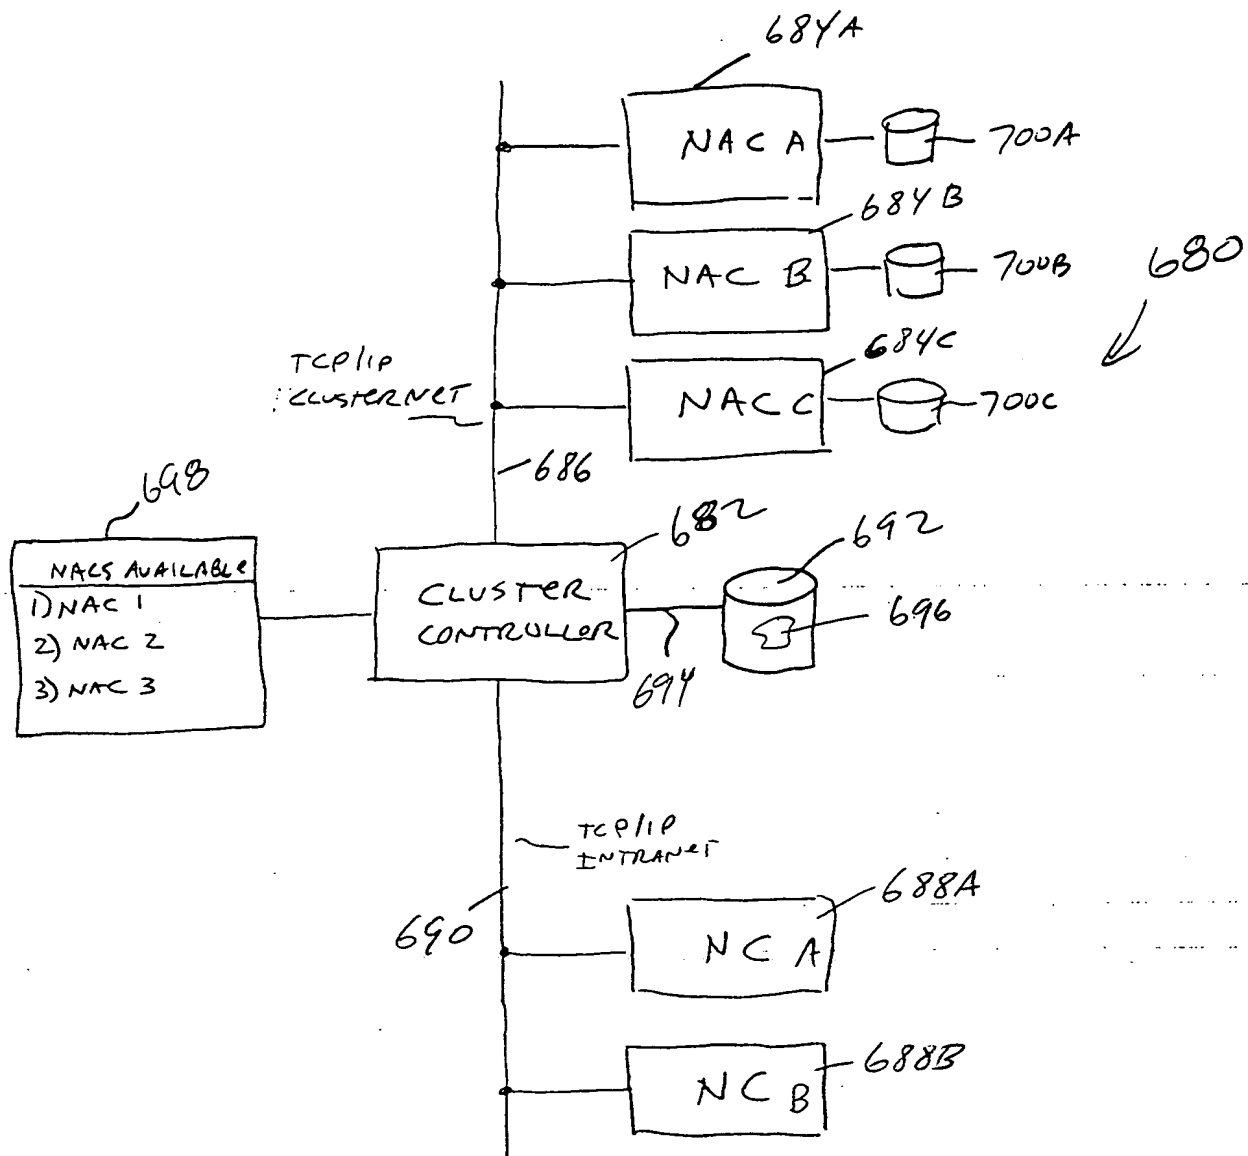 684A
NAC A
700A
684B
NAC B
700B
680
684C
NAC C
700C
TCP/IP
CLUSTERNET
686
698
682
692
NACS AVAILABLE
1) NAC 1
2) NAC 2
3) NAC 3
CLUSTER
CONTROLLER
696
694
TCP/IP
INTRANET
690
688A
NC A
688B
NC B